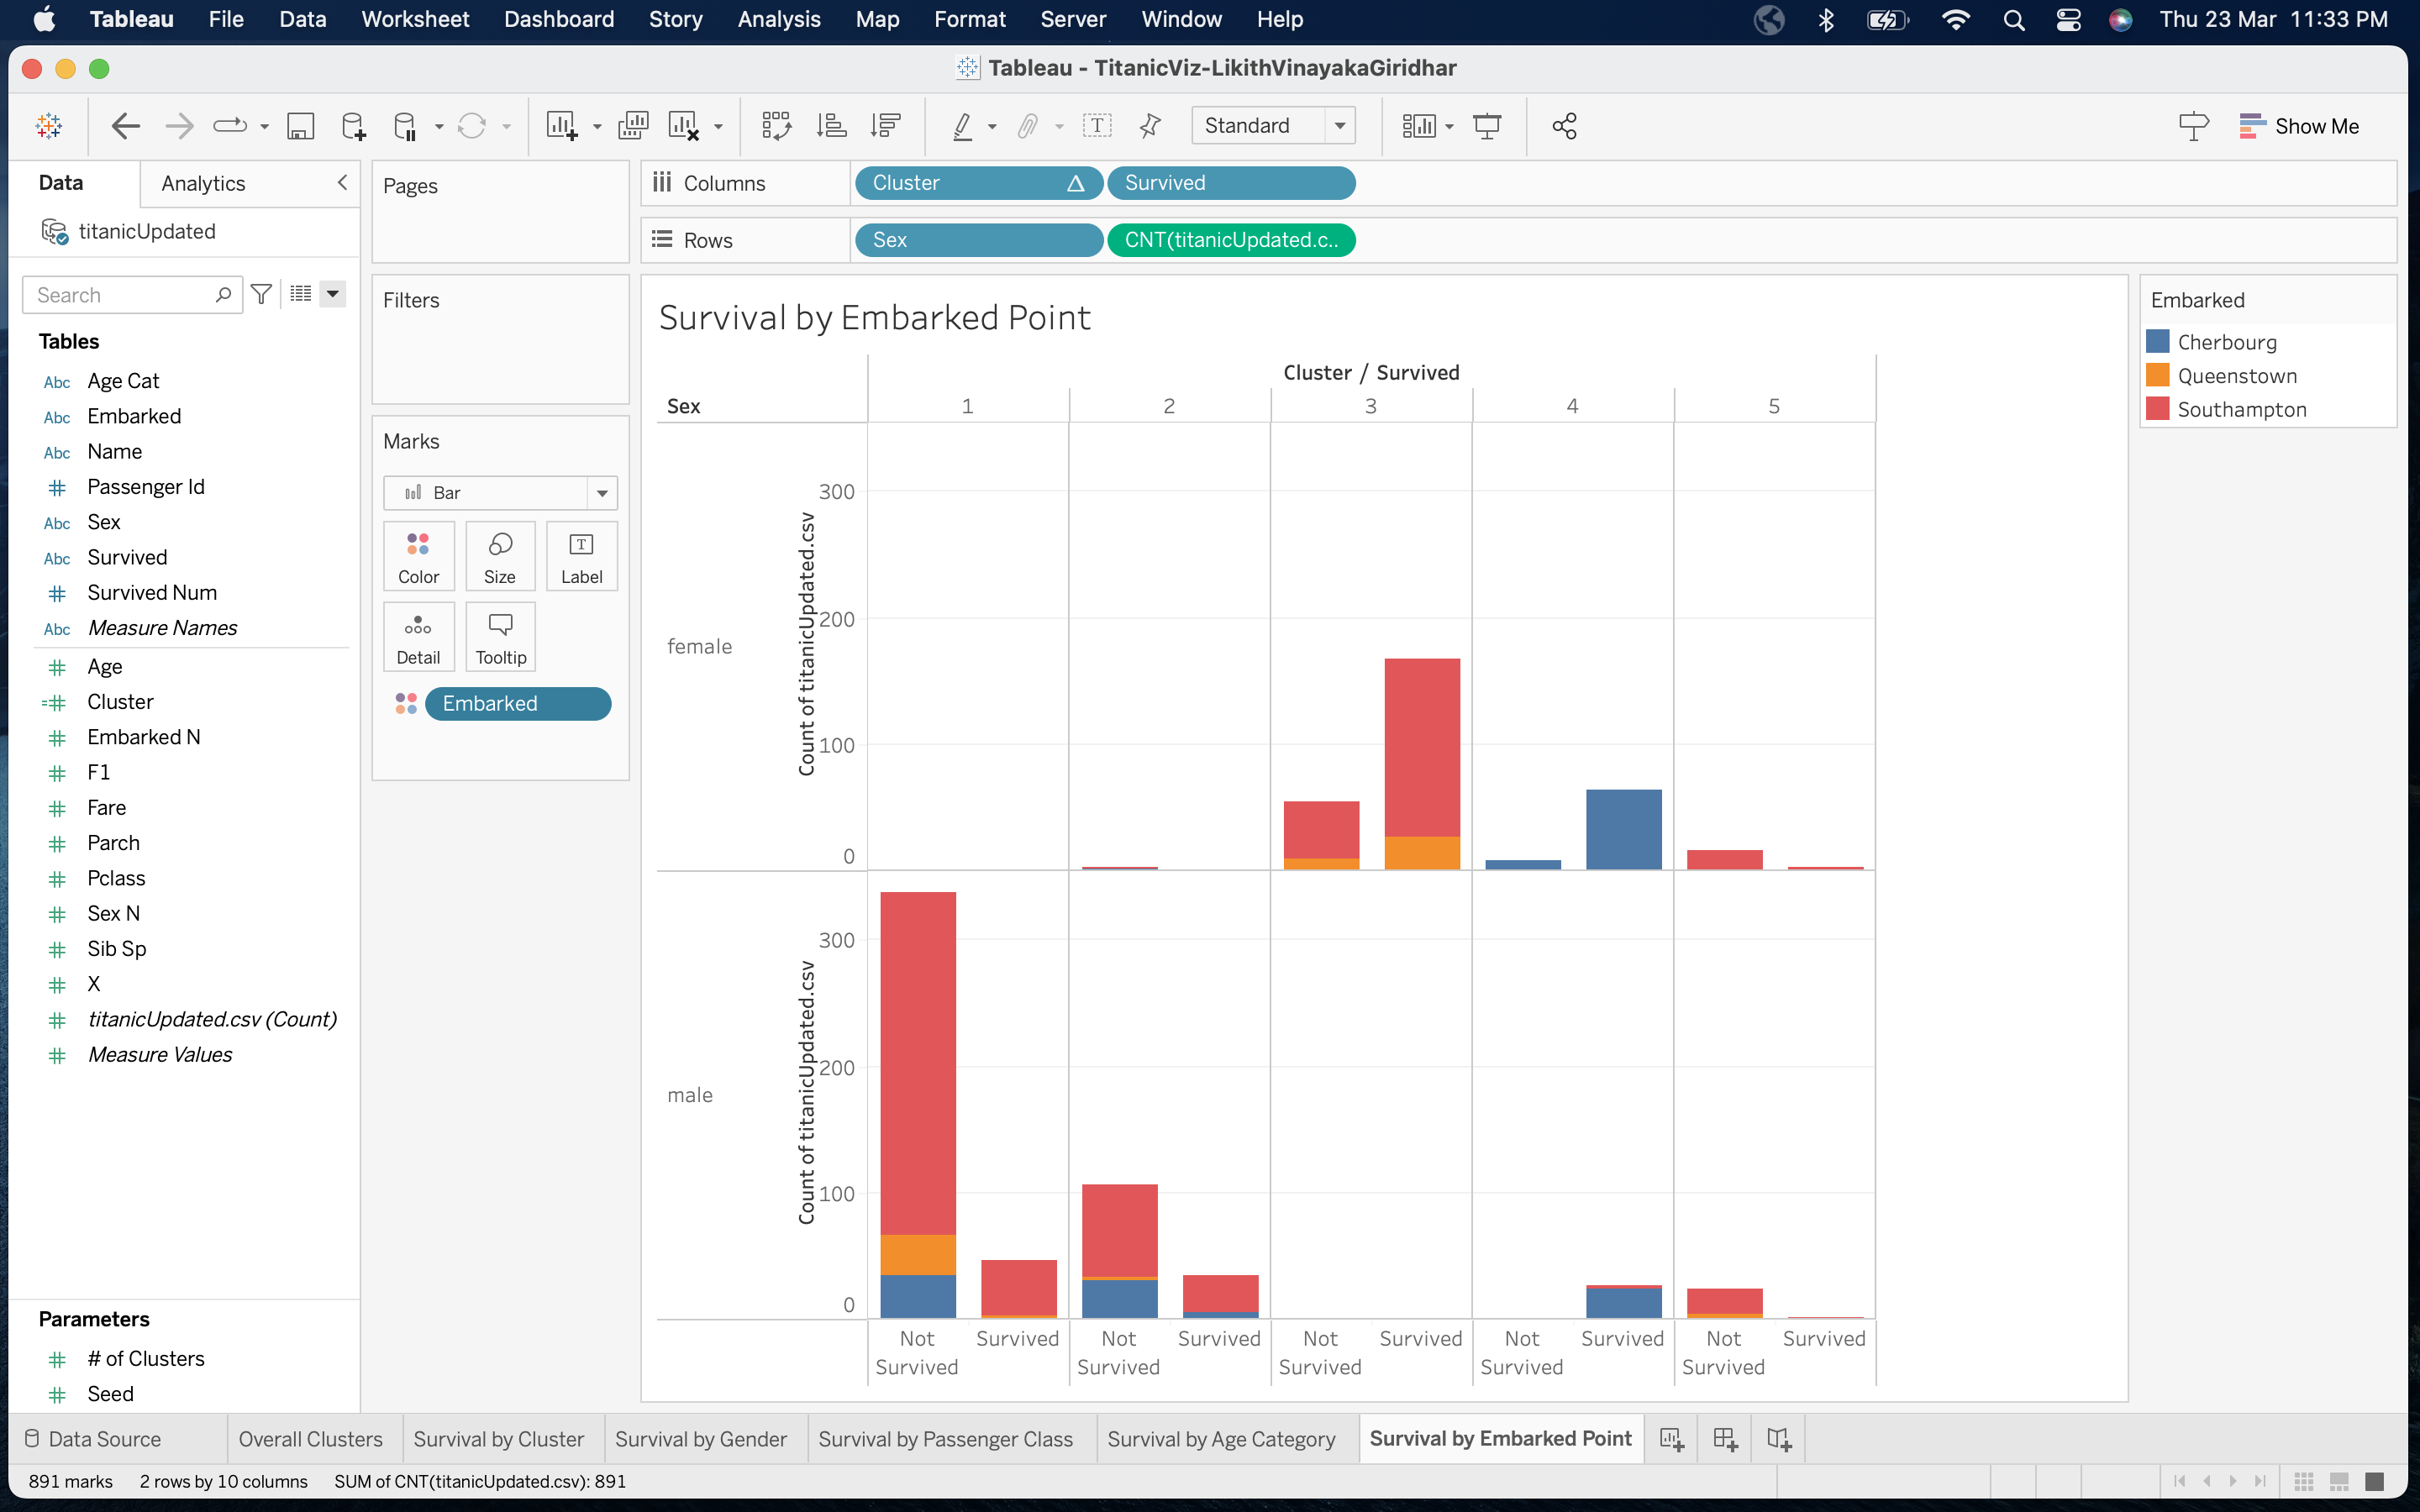 Tableau File Data Worksheet Dashboard Story Analysis Map Format Server Window Help Thu 23 Mar 11:33 PM
Tableau - TitanicViz-LikithVinayakaGiridhar
Standard
Show Me
Data Analytics
titanicUpdated
Search
Tables
Abc Age Cat
Abc Embarked
Abc Name
# Passenger Id
Abc Sex
Abc Survived
# Survived Num
Abc Measure Names
# Age
=# Cluster
# Embarked N
# F1
# Fare
# Parch
# Pclass
# Sex N
# Sib Sp
# X
# titanicUpdated.csv (Count)
# Measure Values
Parameters
# # of Clusters
# Seed
Pages
Filters
Marks
Bar
Color Size T Label
Detail Tooltip
Embarked
Columns Cluster Survived
Rows Sex CNT(titanicUpdated.c..
Survival by Embarked Point
Cluster / Survived
Sex 1 2 3 4 5
female
Count of titanicUpdated.csv
300
200
100
0
male
Count of titanicUpdated.csv
300
200
100
0
Not Survived Survived Not Survived Survived Not Survived Survived Not Survived Survived Not Survived Survived
Embarked
Cherbourg
Queenstown
Southampton
Data Source Overall Clusters Survival by Cluster Survival by Gender Survival by Passenger Class Survival by Age Category Survival by Embarked Point
891 marks 2 rows by 10 columns SUM of CNT(titanicUpdated.csv): 891